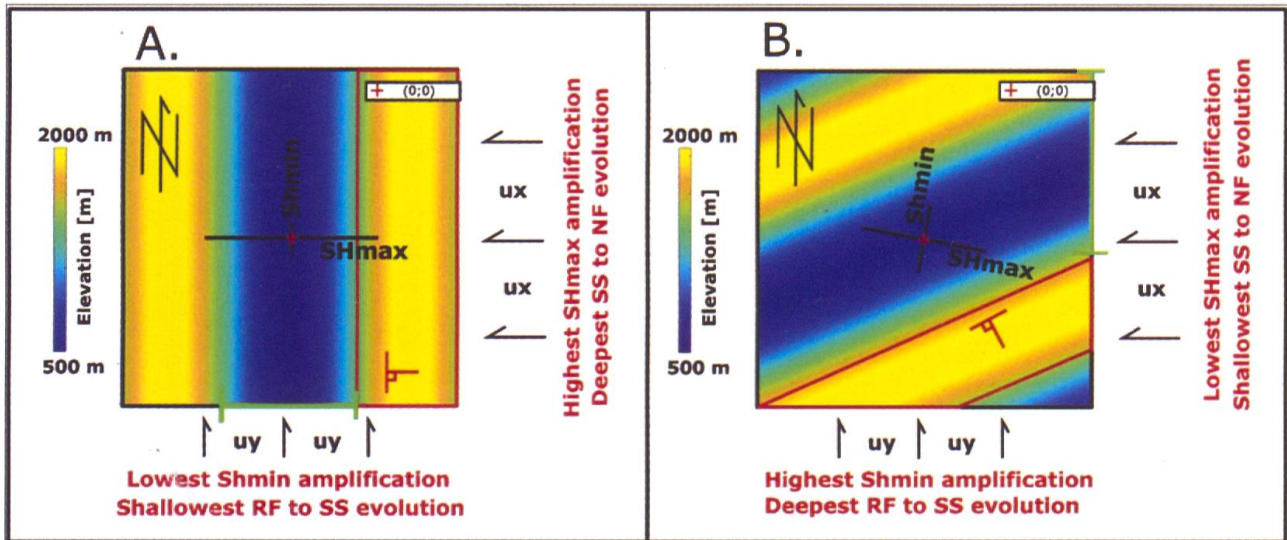 A.
+ (0;0)
N
2000 m
Elevation [m]
500 m
Shmin
SHmax
ux
ux
uy uy
Highest SHmax amplification
Deepest SS to NF evolution
Lowest Shmin amplification
Shallowest RF to SS evolution
B.
+ (0;0)
N
2000 m
Elevation [m]
500 m
Shmin
SHmax
ux
ux
uy uy
Lowest SHmax amplification
Shallowest SS to NF evolution
Highest Shmin amplification
Deepest RF to SS evolution